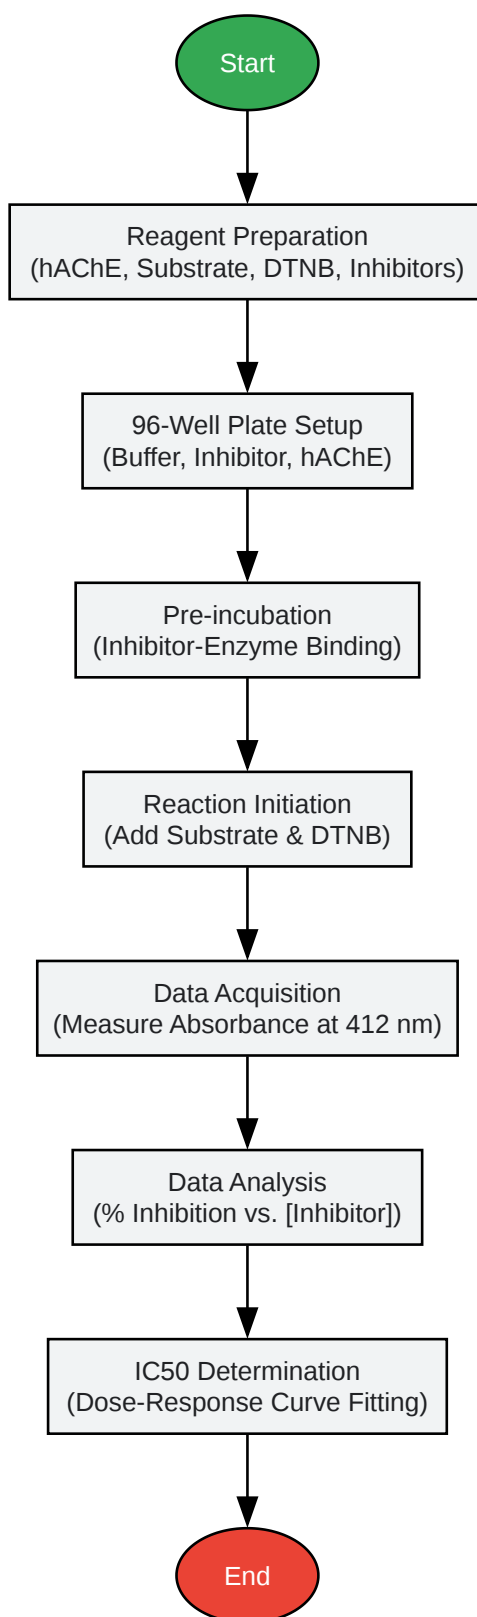 Start
Reagent Preparation
(hAChE, Substrate, DTNB, Inhibitors)
96-Well Plate Setup
(Buffer, Inhibitor, hAChE)
Pre-incubation
(Inhibitor-Enzyme Binding)
Reaction Initiation
(Add Substrate & DTNB)
Data Acquisition
(Measure Absorbance at 412 nm)
Data Analysis
(% Inhibition vs. [Inhibitor])
IC50 Determination
(Dose-Response Curve Fitting)
End